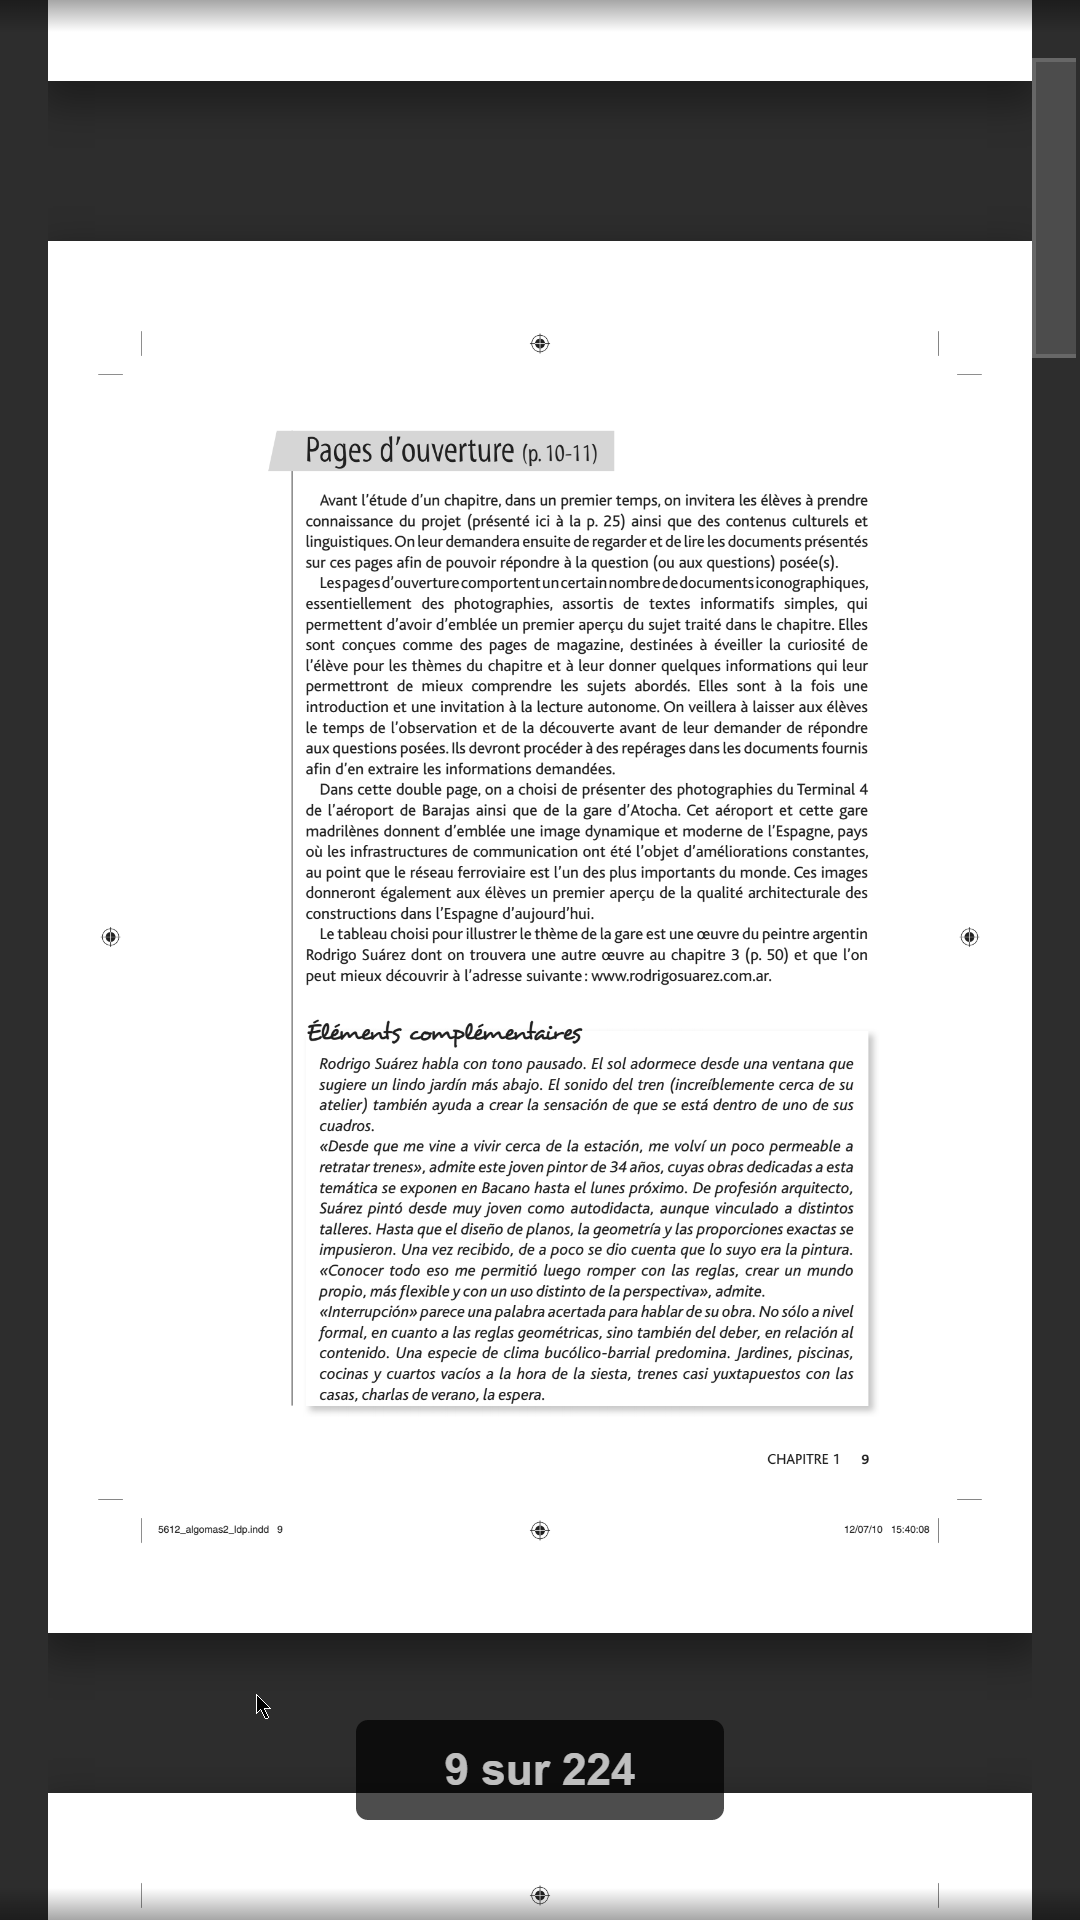 Pages d’ouverture (p. 10-11)
Avant l’étude d’un chapitre, dans un premier temps, on invitera les élèves à prendre
connaissance du projet (présenté ici à la p. 25) ainsi que des contenus culturels et
linguistiques. On leur demandera ensuite de regarder et de lire les documents présentés
sur ces pages afin de pouvoir répondre à la question (ou aux questions) posée(s).
Les pages d’ouverture comportent un certain nombre de documents iconographiques,
essentiellement des photographies, assortis de textes informatifs simples, qui
permettent d’avoir d’emblée un premier aperçu du sujet traité dans le chapitre. Elles
sont conçues comme des pages de magazine, destinées à éveiller la curiosité de
l’élève pour les thèmes du chapitre et à leur donner quelques informations qui leur
permettront de mieux comprendre les sujets abordés. Elles sont à la fois une
introduction et une invitation à la lecture autonome. On veillera à laisser aux élèves
le temps de l’observation et de la découverte avant de leur demander de répondre
aux questions posées. Ils devront procéder à des repérages dans les documents fournis
afin d’en extraire les informations demandées.
Dans cette double page, on a choisi de présenter des photographies du Terminal 4
de l’aéroport de Barajas ainsi que de la gare d’Atocha. Cet aéroport et cette gare
madrilènes donnent d’emblée une image dynamique et moderne de l’Espagne, pays
où les infrastructures de communication ont été l’objet d’améliorations constantes,
au point que le réseau ferroviaire est l’un des plus importants du monde. Ces images
donneront également aux élèves un premier aperçu de la qualité architecturale des
constructions dans l’Espagne d’aujourd’hui.
Le tableau choisi pour illustrer le thème de la gare est une œuvre du peintre argentin
Rodrigo Suárez dont on trouvera une autre œuvre au chapitre 3 (p. 50) et que l’on
peut mieux découvrir à l’adresse suivante : www.rodrigosuarez.com.ar.
Éléments complémentaires
Rodrigo Suárez habla con tono pausado. El sol adormece desde una ventana que
sugiere un lindo jardín más abajo. El sonido del tren (increíblemente cerca de su
atelier) también ayuda a crear la sensación de que se está dentro de uno de sus
cuadros.
«Desde que me vine a vivir cerca de la estación, me volví un poco permeable a
retratar trenes», admite este joven pintor de 34 años, cuyas obras dedicadas a esta
temática se exponen en Bacano hasta el lunes próximo. De profesión arquitecto,
Suárez pintó desde muy joven como autodidacta, aunque vinculado a distintos
talleres. Hasta que el diseño de planos, la geometría y las proporciones exactas se
impusieron. Una vez recibido, de a poco se dio cuenta que lo suyo era la pintura.
«Conocer todo eso me permitió luego romper con las reglas, crear un mundo
propio, más flexible y con un uso distinto de la perspectiva», admite.
«Interrupción» parece una palabra acertada para hablar de su obra. No sólo a nivel
formal, en cuanto a las reglas geométricas, sino también del deber, en relación al
contenido. Una especie de clima bucólico-barrial predomina. Jardines, piscinas,
cocinas y cuartos vacíos a la hora de la siesta, trenes casi yuxtapuestos con las
casas, charlas de verano, la espera.
CHAPITRE 1 9
5612_algomas2_ldp.indd 9 12/07/10 15:40:08
9 sur 224